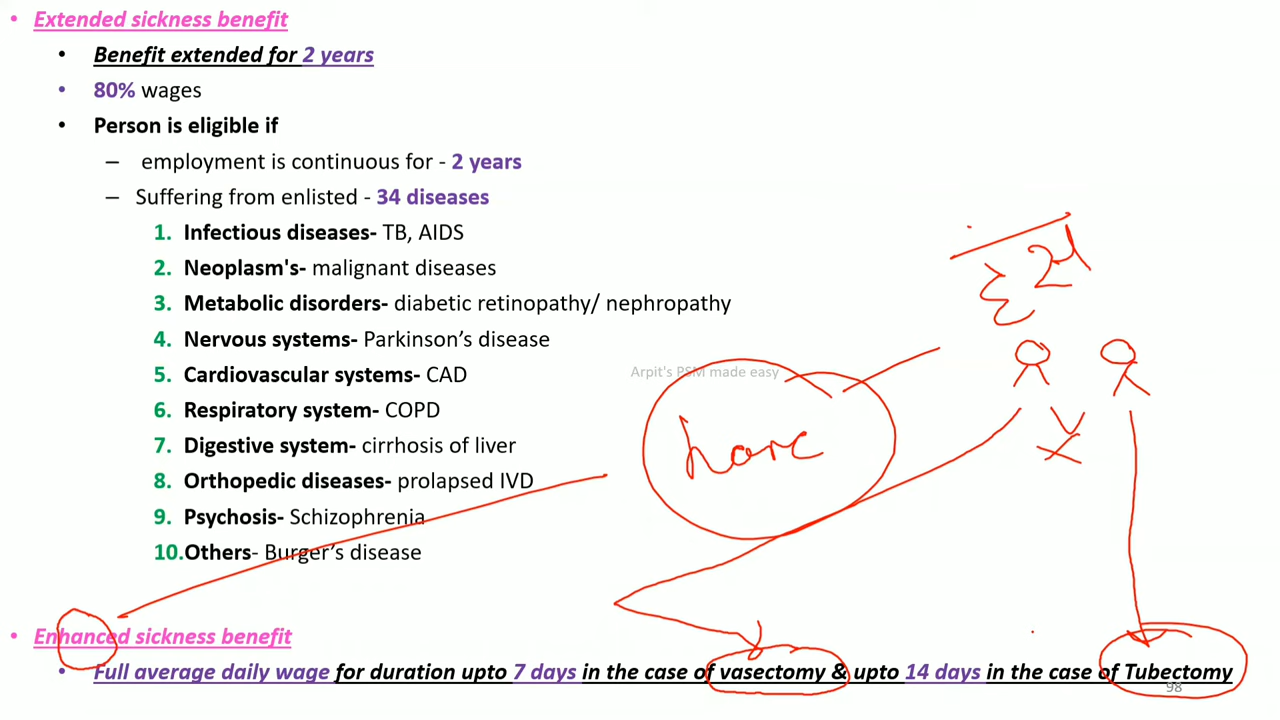 • Extended sickness benefit
• Benefit extended for 2 years
• 80% wages
• Person is eligible if
– employment is continuous for - 2 years
– Suffering from enlisted - 34 diseases
1. Infectious diseases- TB, AIDS
2. Neoplasm's- malignant diseases
3. Metabolic disorders- diabetic retinopathy/ nephropathy
4. Nervous systems- Parkinson's disease
5. Cardiovascular systems- CAD
Arpit's PSM made easy
6. Respiratory system- COPD
7. Digestive system- cirrhosis of liver
8. Orthopedic diseases- prolapsed IVD
9. Psychosis- Schizophrenia
10.Others- Burger's disease
• Enhanced sickness benefit
• Full average daily wage for duration upto 7 days in the case of vasectomy & upto 14 days in the case of Tubectomy
98